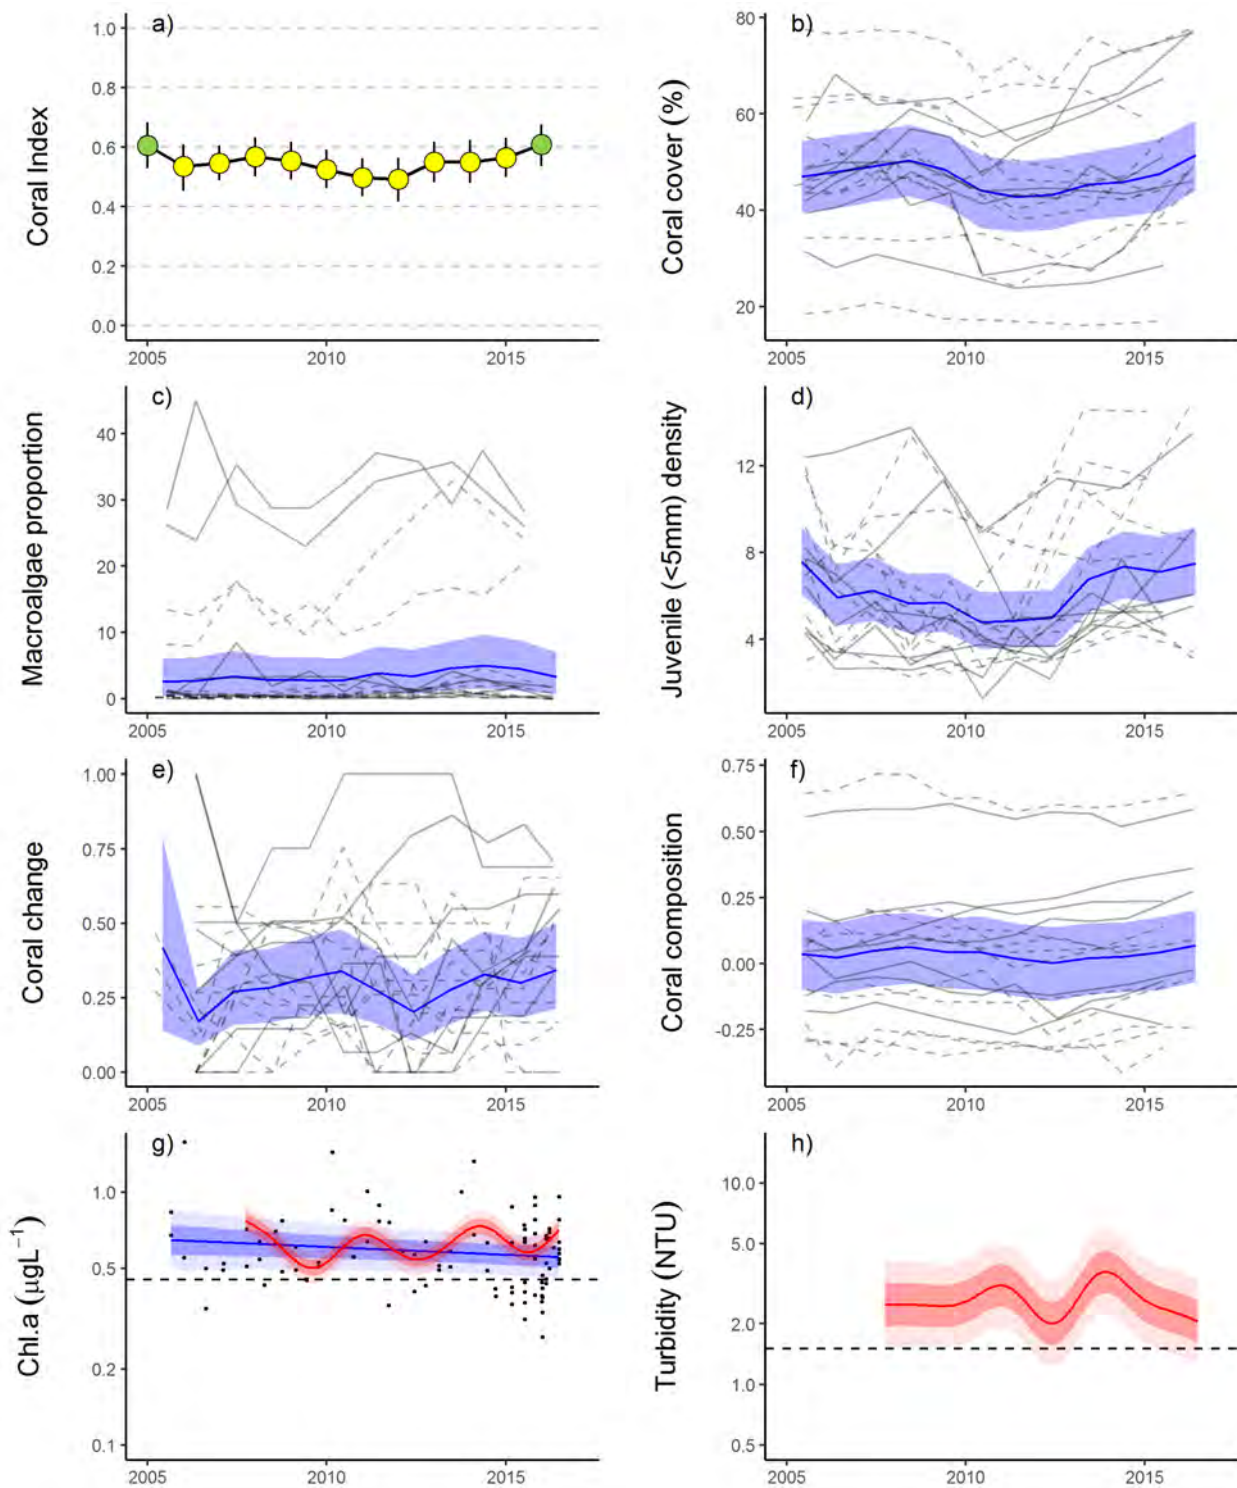 a)
Coral Index
1.0
0.8
0.6
0.4
0.2
0.0
2005 2010 2015
b)
Coral cover (%)
80
60
40
20
2005 2010 2015
c)
Macroalgae proportion
40
30
20
10
0
2005 2010 2015
d)
Juvenile (<5mm) density
12
8
4
2005 2010 2015
e)
Coral change
1.00
0.75
0.50
0.25
0.00
2005 2010 2015
f)
Coral composition
0.75
0.50
0.25
0.00
-0.25
2005 2010 2015
g)
Chl.a (µgL⁻¹)
1.0
0.5
0.2
0.1
2005 2010 2015
h)
Turbidity (NTU)
10.0
5.0
2.0
1.0
0.5
2005 2010 2015